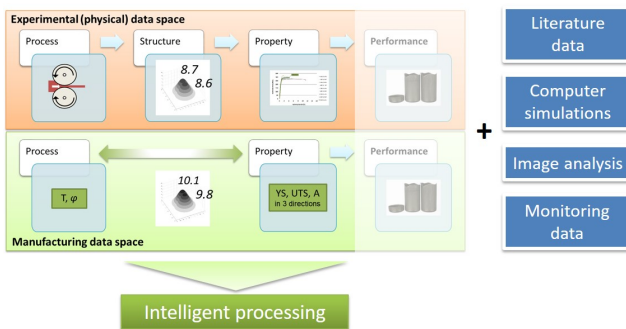 Experimental (physical) data space
Process
Structure
Property
Performance
8.7
8.6
Process
Property
Performance
T, φ
10.1
9.8
YS, UTS, A
in 3 directions
Manufacturing data space
Intelligent processing
+
Literature
data
Computer
simulations
Image analysis
Monitoring
data